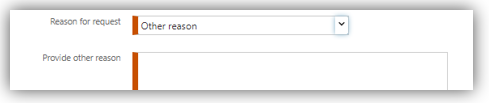 Reason for request
Other reason
Provide other reason